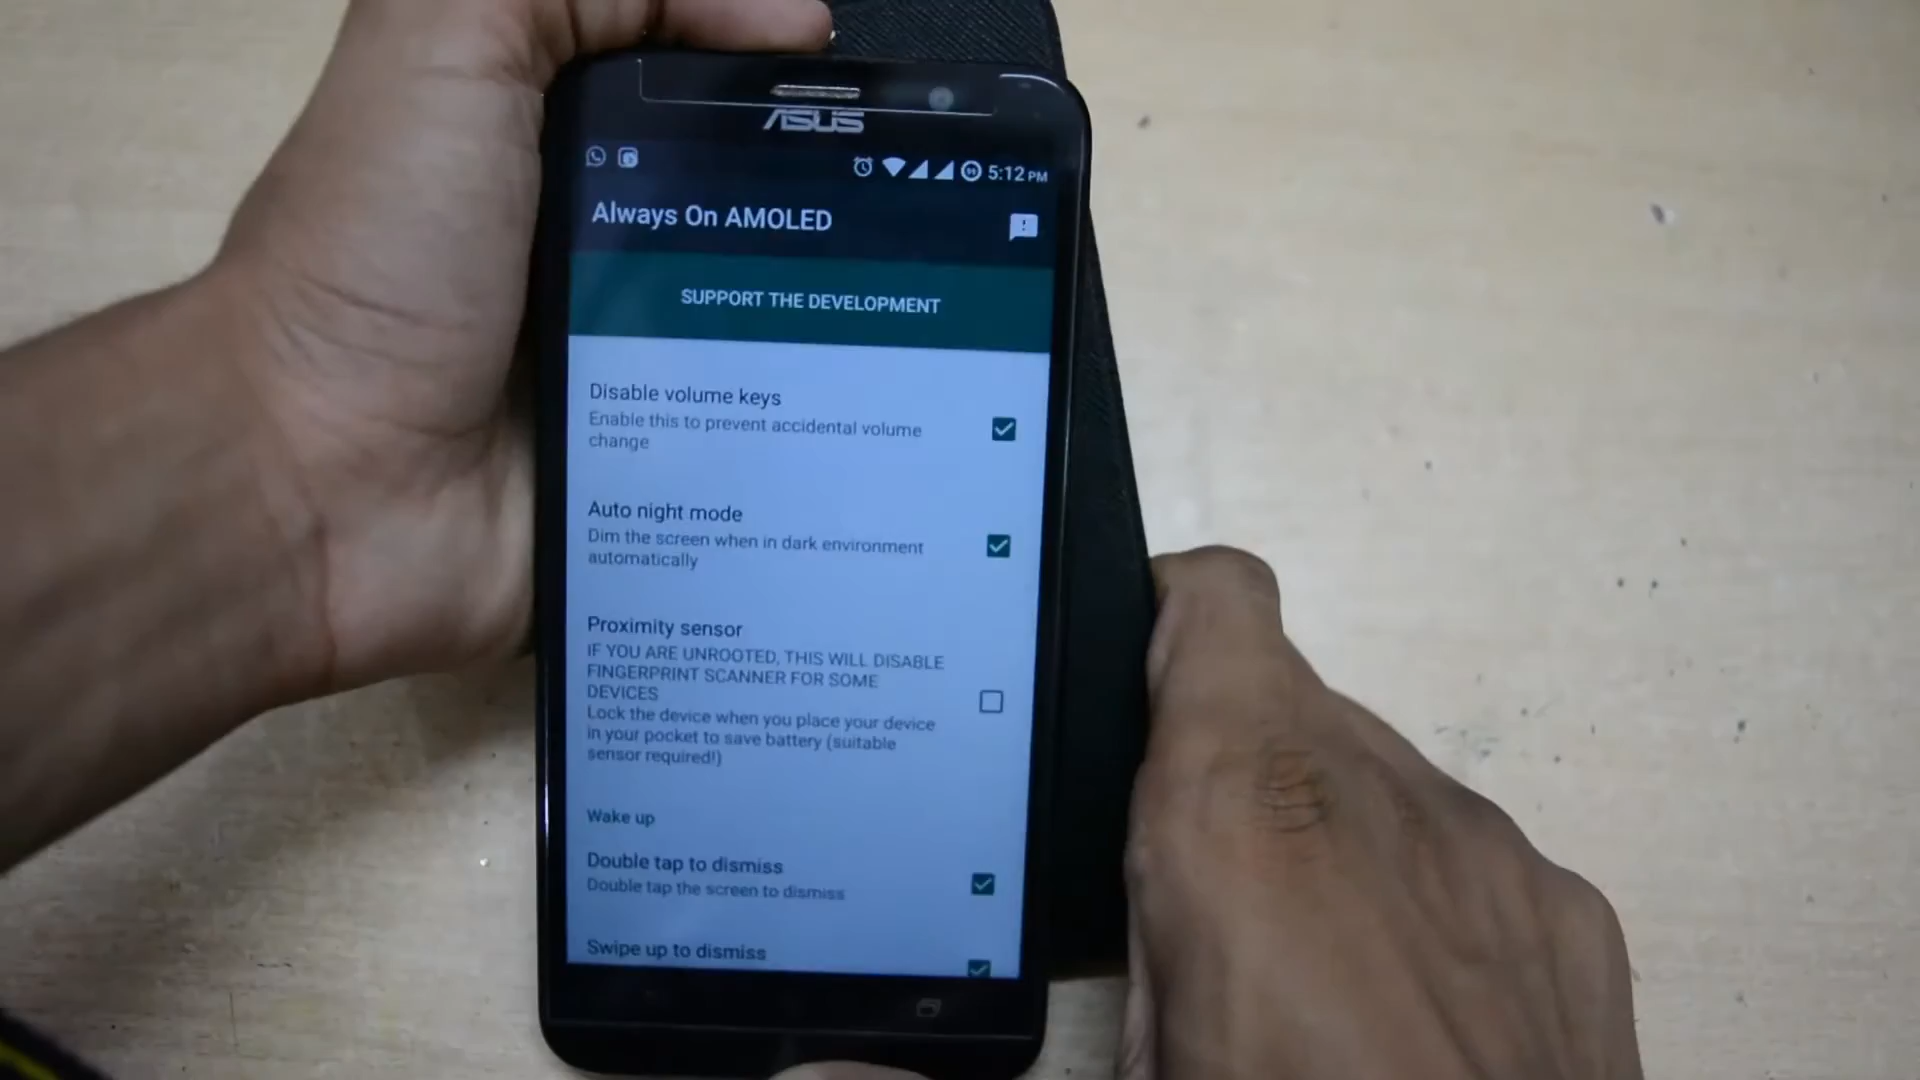 ASUS
5:12 PM
Always On AMOLED
SUPPORT THE DEVELOPMENT
Disable volume keys
Enable this to prevent accidental volume
change
Auto night mode
Dim the screen when in dark environment
automatically
Proximity sensor
IF YOU ARE UNROOTED, THIS WILL DISABLE
FINGERPRINT SCANNER FOR SOME
DEVICES
Lock the device when you place your device
in your pocket to save battery (suitable
sensor required!)
Wake up
Double tap to dismiss
Double tap the screen to dismiss
Swipe up to dismiss